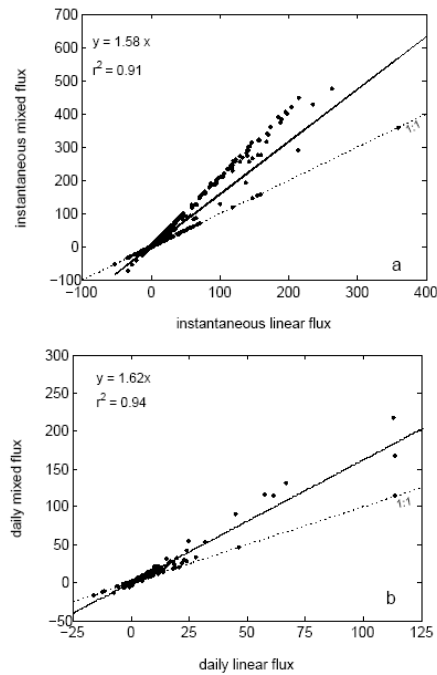 700
600
500
400
300
200
100
0
-100
y = 1.58 x
r² = 0.91
instantaneous mixed flux
1:1
a
-100 0 100 200 300 400
instantaneous linear flux
300
250
200
150
100
50
0
-50
y = 1.62x
r² = 0.94
daily mixed flux
1:1
b
-25 0 25 50 75 100 125
daily linear flux